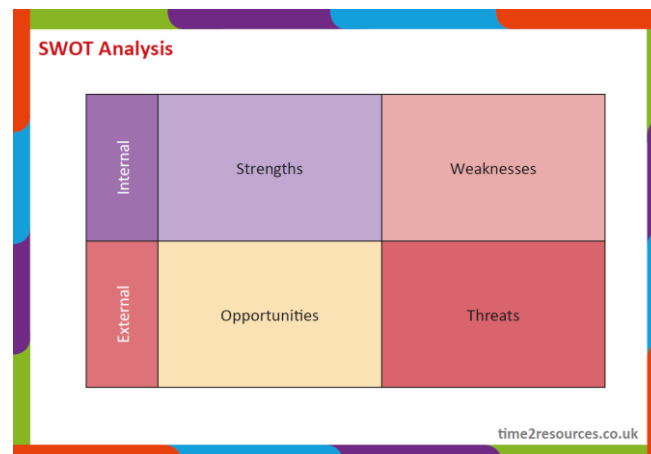 SWOT Analysis
Internal
Strengths
Weaknesses
External
Opportunities
Threats
time2resources.co.uk